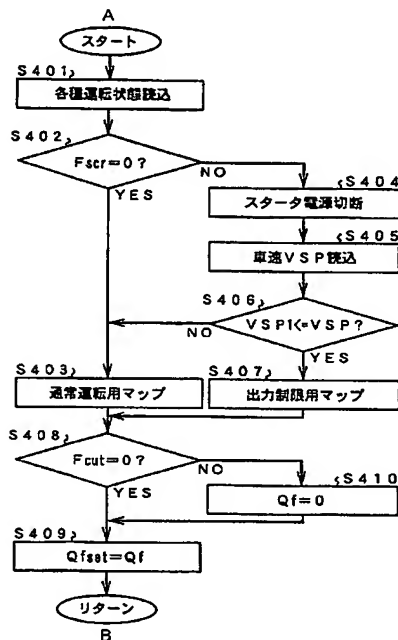 A
スタート
S401
各種運転状態読込
S402
Fscr=0?
NO
YES
S404
スタータ電源切断
S405
車速VSP読込
S406
VSP1<=VSP?
NO
YES
S403
通常運転用マップ
S407
出力制限用マップ
S408
Fcut=0?
NO
YES
S410
Qf=0
S409
Qfset=Qf
リターン
B